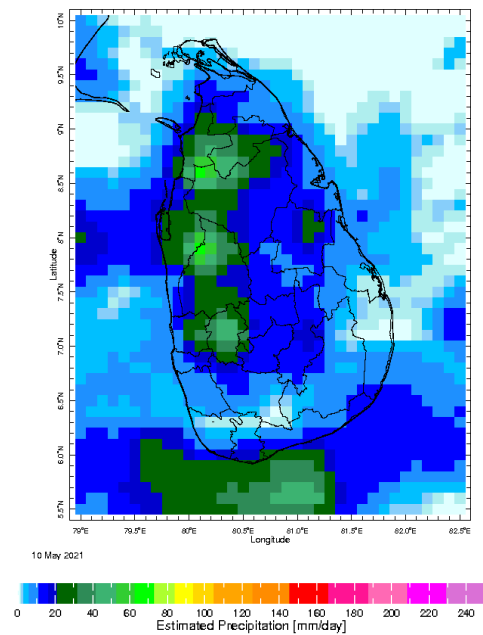 10°N
9.5°N
9°N
8.5°N
8°N
7.5°N
7.0°N
6.5°N
6.0°N
5.5°N
Latitude
79°E 79.5°E 80°E 80.5°E 81.0°E 81.5°E 82.0°E 82.5°E
Longitude
10 May 2021
0 20 40 60 80 100 120 140 160 180 200 220 240
Estimated Precipitation [mm/day]